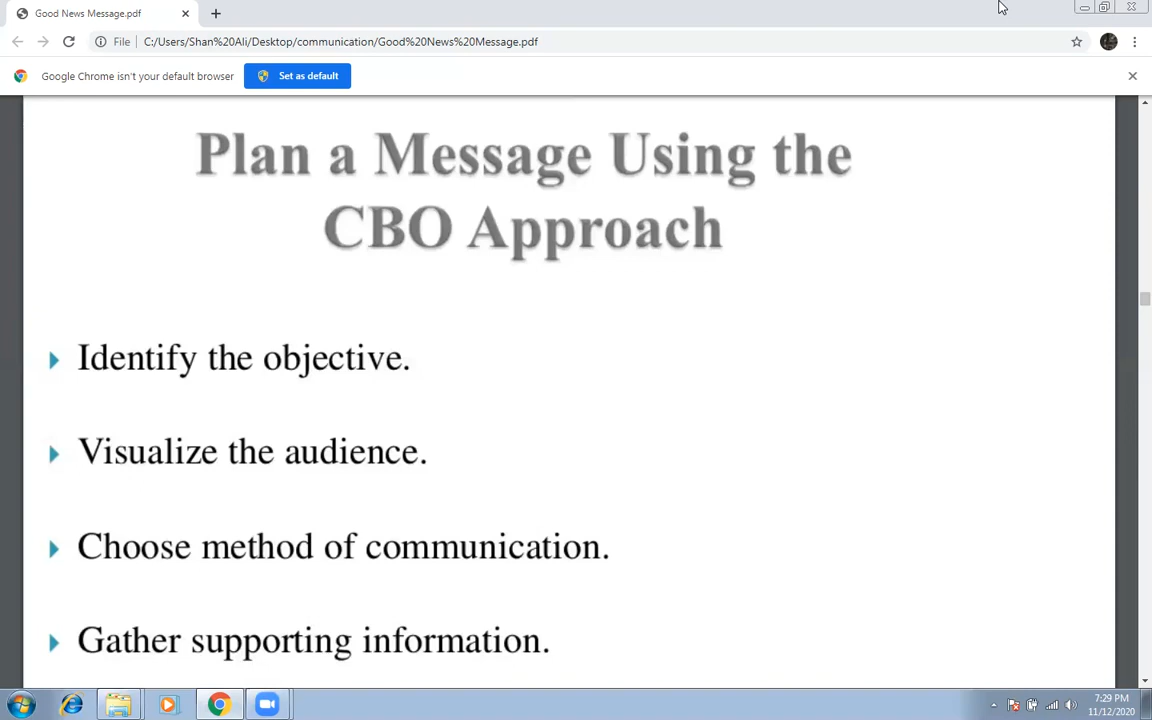 Good News Message.pdf
File
C:/Users/Shan%20Ali/Desktop/communication/Good%20News%20Message.pdf
Google Chrome isn't your default browser
Set as default
Plan a Message Using the
CBO Approach
Identify the objective.
Visualize the audience.
Choose method of communication.
Gather supporting information.
7:29 PM
11/12/2020